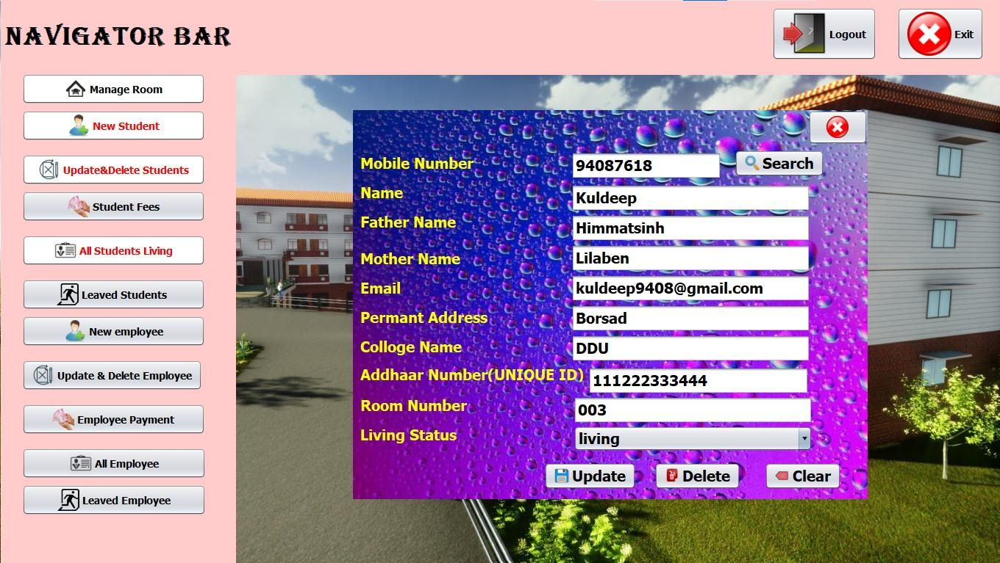 NAVIGATOR BAR
Logout
Exit
Manage Room
New Student
Update&Delete Students
Student Fees
All Students Living
Leaved Students
New employee
Update & Delete Employee
Employee Payment
All Employee
Leaved Employee
Mobile Number 94087618 Search
Name Kuldeep
Father Name Himmatsinh
Mother Name Lilaben
Email kuldeep9408@gmail.com
Permant Address Borsad
Colloge Name DDU
Addhaar Number(UNIQUE ID) 111222333444
Room Number 003
Living Status living
Update Delete Clear